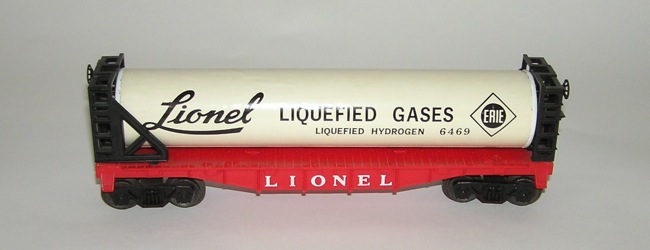 Lionel LIQUEFIED GASES ERIE
LIQUEFIED HYDROGEN 6469
LIONEL